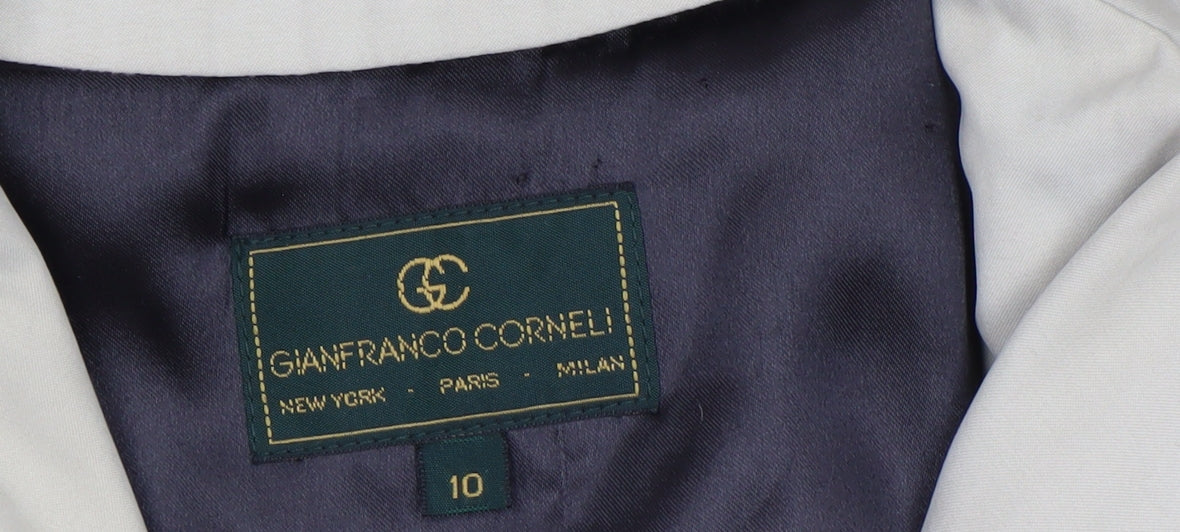 GC
GIANFRANCO CORNELI
NEW YORK - PARIS - MILAN
10